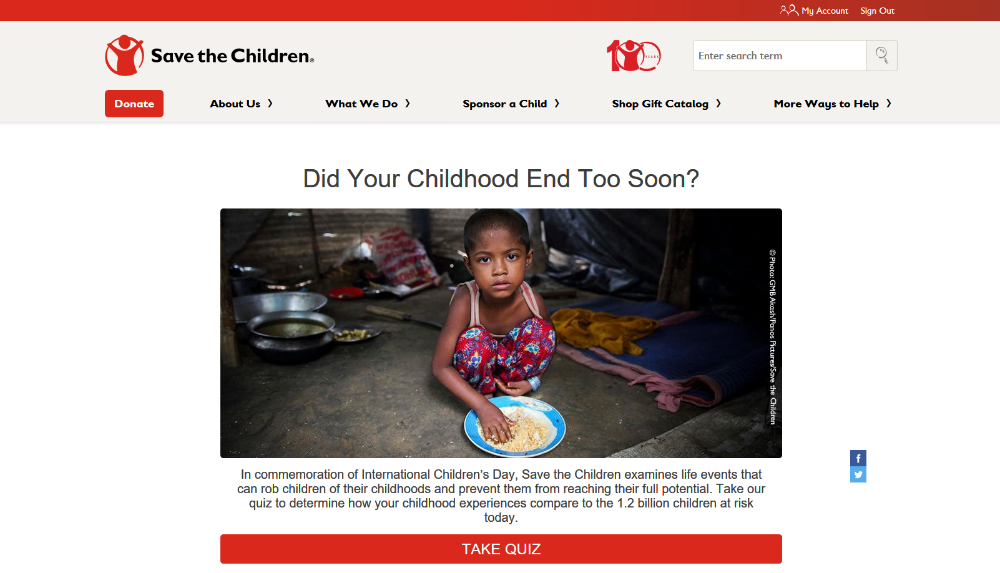 My Account Sign Out
Save the Children®
100 YEARS
Enter search term
Donate
About Us
What We Do
Sponsor a Child
Shop Gift Catalog
More Ways to Help
Did Your Childhood End Too Soon?
© Photo: GMB Akash/Panos Pictures/Save the Children
In commemoration of International Children’s Day, Save the Children examines life events that
can rob children of their childhoods and prevent them from reaching their full potential. Take our
quiz to determine how your childhood experiences compare to the 1.2 billion children at risk
today.
TAKE QUIZ